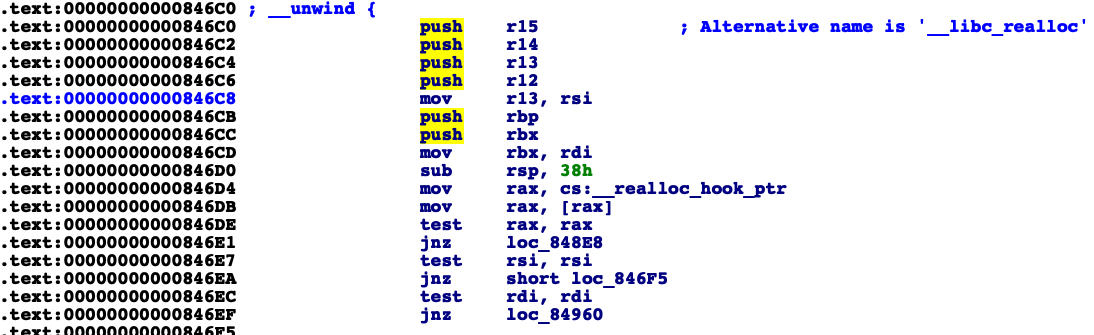 .text:00000000000846C0 ; __unwind {
.text:00000000000846C0 push r15 ; Alternative name is '__libc_realloc'
.text:00000000000846C2 push r14
.text:00000000000846C4 push r13
.text:00000000000846C6 push r12
.text:00000000000846C8 mov r13, rsi
.text:00000000000846CB push rbp
.text:00000000000846CC push rbx
.text:00000000000846CD mov rbx, rdi
.text:00000000000846D0 sub rsp, 38h
.text:00000000000846D4 mov rax, cs:__realloc_hook_ptr
.text:00000000000846DB mov rax, [rax]
.text:00000000000846DE test rax, rax
.text:00000000000846E1 jnz loc_848E8
.text:00000000000846E7 test rsi, rsi
.text:00000000000846EA jnz short loc_846F5
.text:00000000000846EC test rdi, rdi
.text:00000000000846EF jnz loc_84960
.text:00000000000846F5